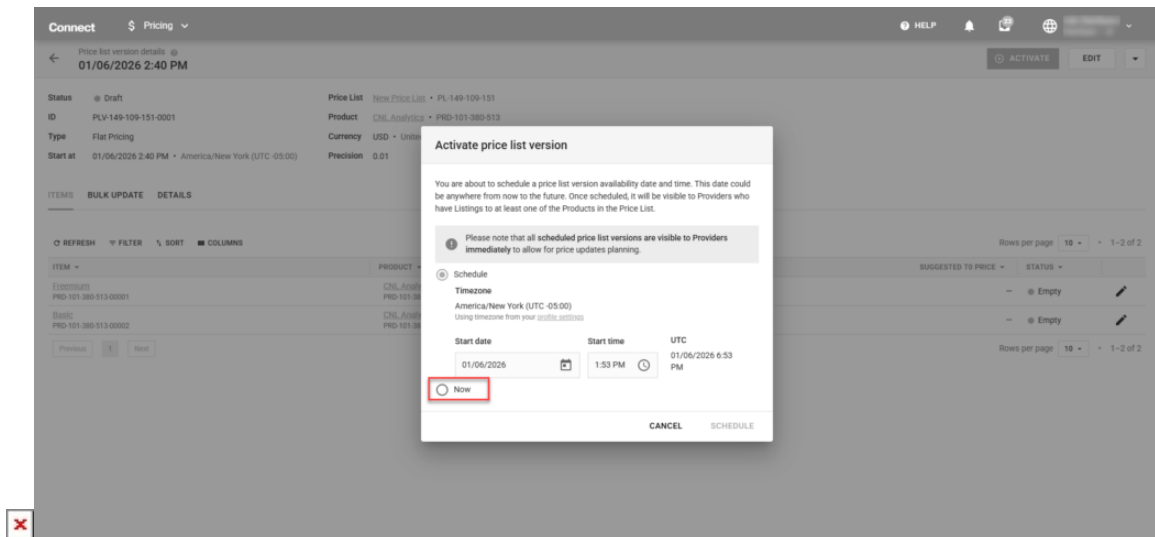 Connect $ Pricing HELP
Price list version details
01/06/2026 2:40 PM
ACTIVATE EDIT
Status Draft
ID PLV-149-109-151-0001
Type Flat Pricing
Start at 01/06/2026 2:40 PM • America/New York (UTC -05:00)
Price List New Price List • PL-149-109-151
Product CNL Analytics • PRD-101-380-513
Currency USD • Unite
Precision 0.01
ITEMS BULK UPDATE DETAILS
REFRESH FILTER SORT COLUMNS
Rows per page 10 • 1–2 of 2
ITEM PRODUCT SUGGESTED TO PRICE STATUS
Freemium CNL Analy — Empty
PRD-101-380-513-00001 PRD-101-38
Basic CNL Analy — Empty
PRD-101-380-513-00002 PRD-101-38
Previous 1 Next Rows per page 10 • 1–2 of 2
Activate price list version
You are about to schedule a price list version availability date and time. This date could
be anywhere from now to the future. Once scheduled, it will be visible to Providers who
have Listings to at least one of the Products in the Price List.
Please note that all scheduled price list versions are visible to Providers
immediately to allow for price updates planning.
Schedule
Timezone
America/New York (UTC -05:00)
Using timezone from your profile settings
Start date Start time UTC
01/06/2026 1:53 PM 01/06/2026 6:53
PM
Now
CANCEL SCHEDULE